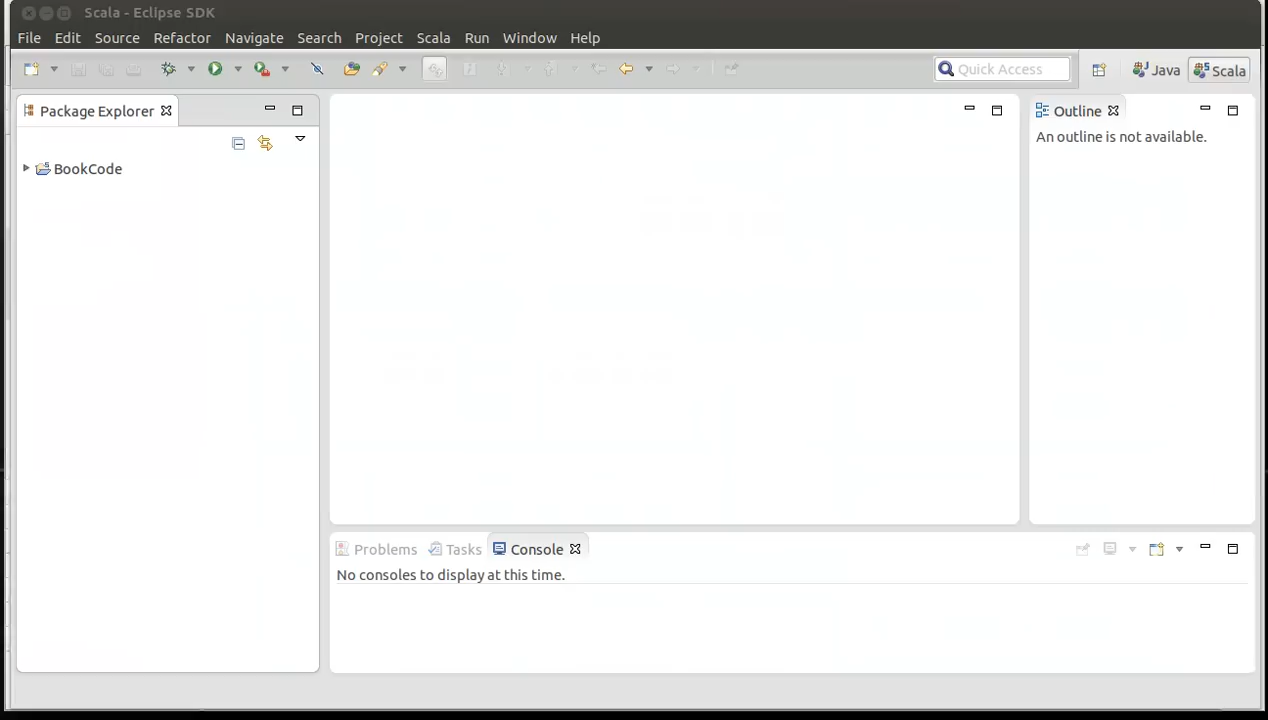 Scala - Eclipse SDK
File Edit Source Refactor Navigate Search Project Scala Run Window Help
Quick Access Java Scala
Package Explorer
Outline
An outline is not available.
BookCode
Problems Tasks Console
No consoles to display at this time.